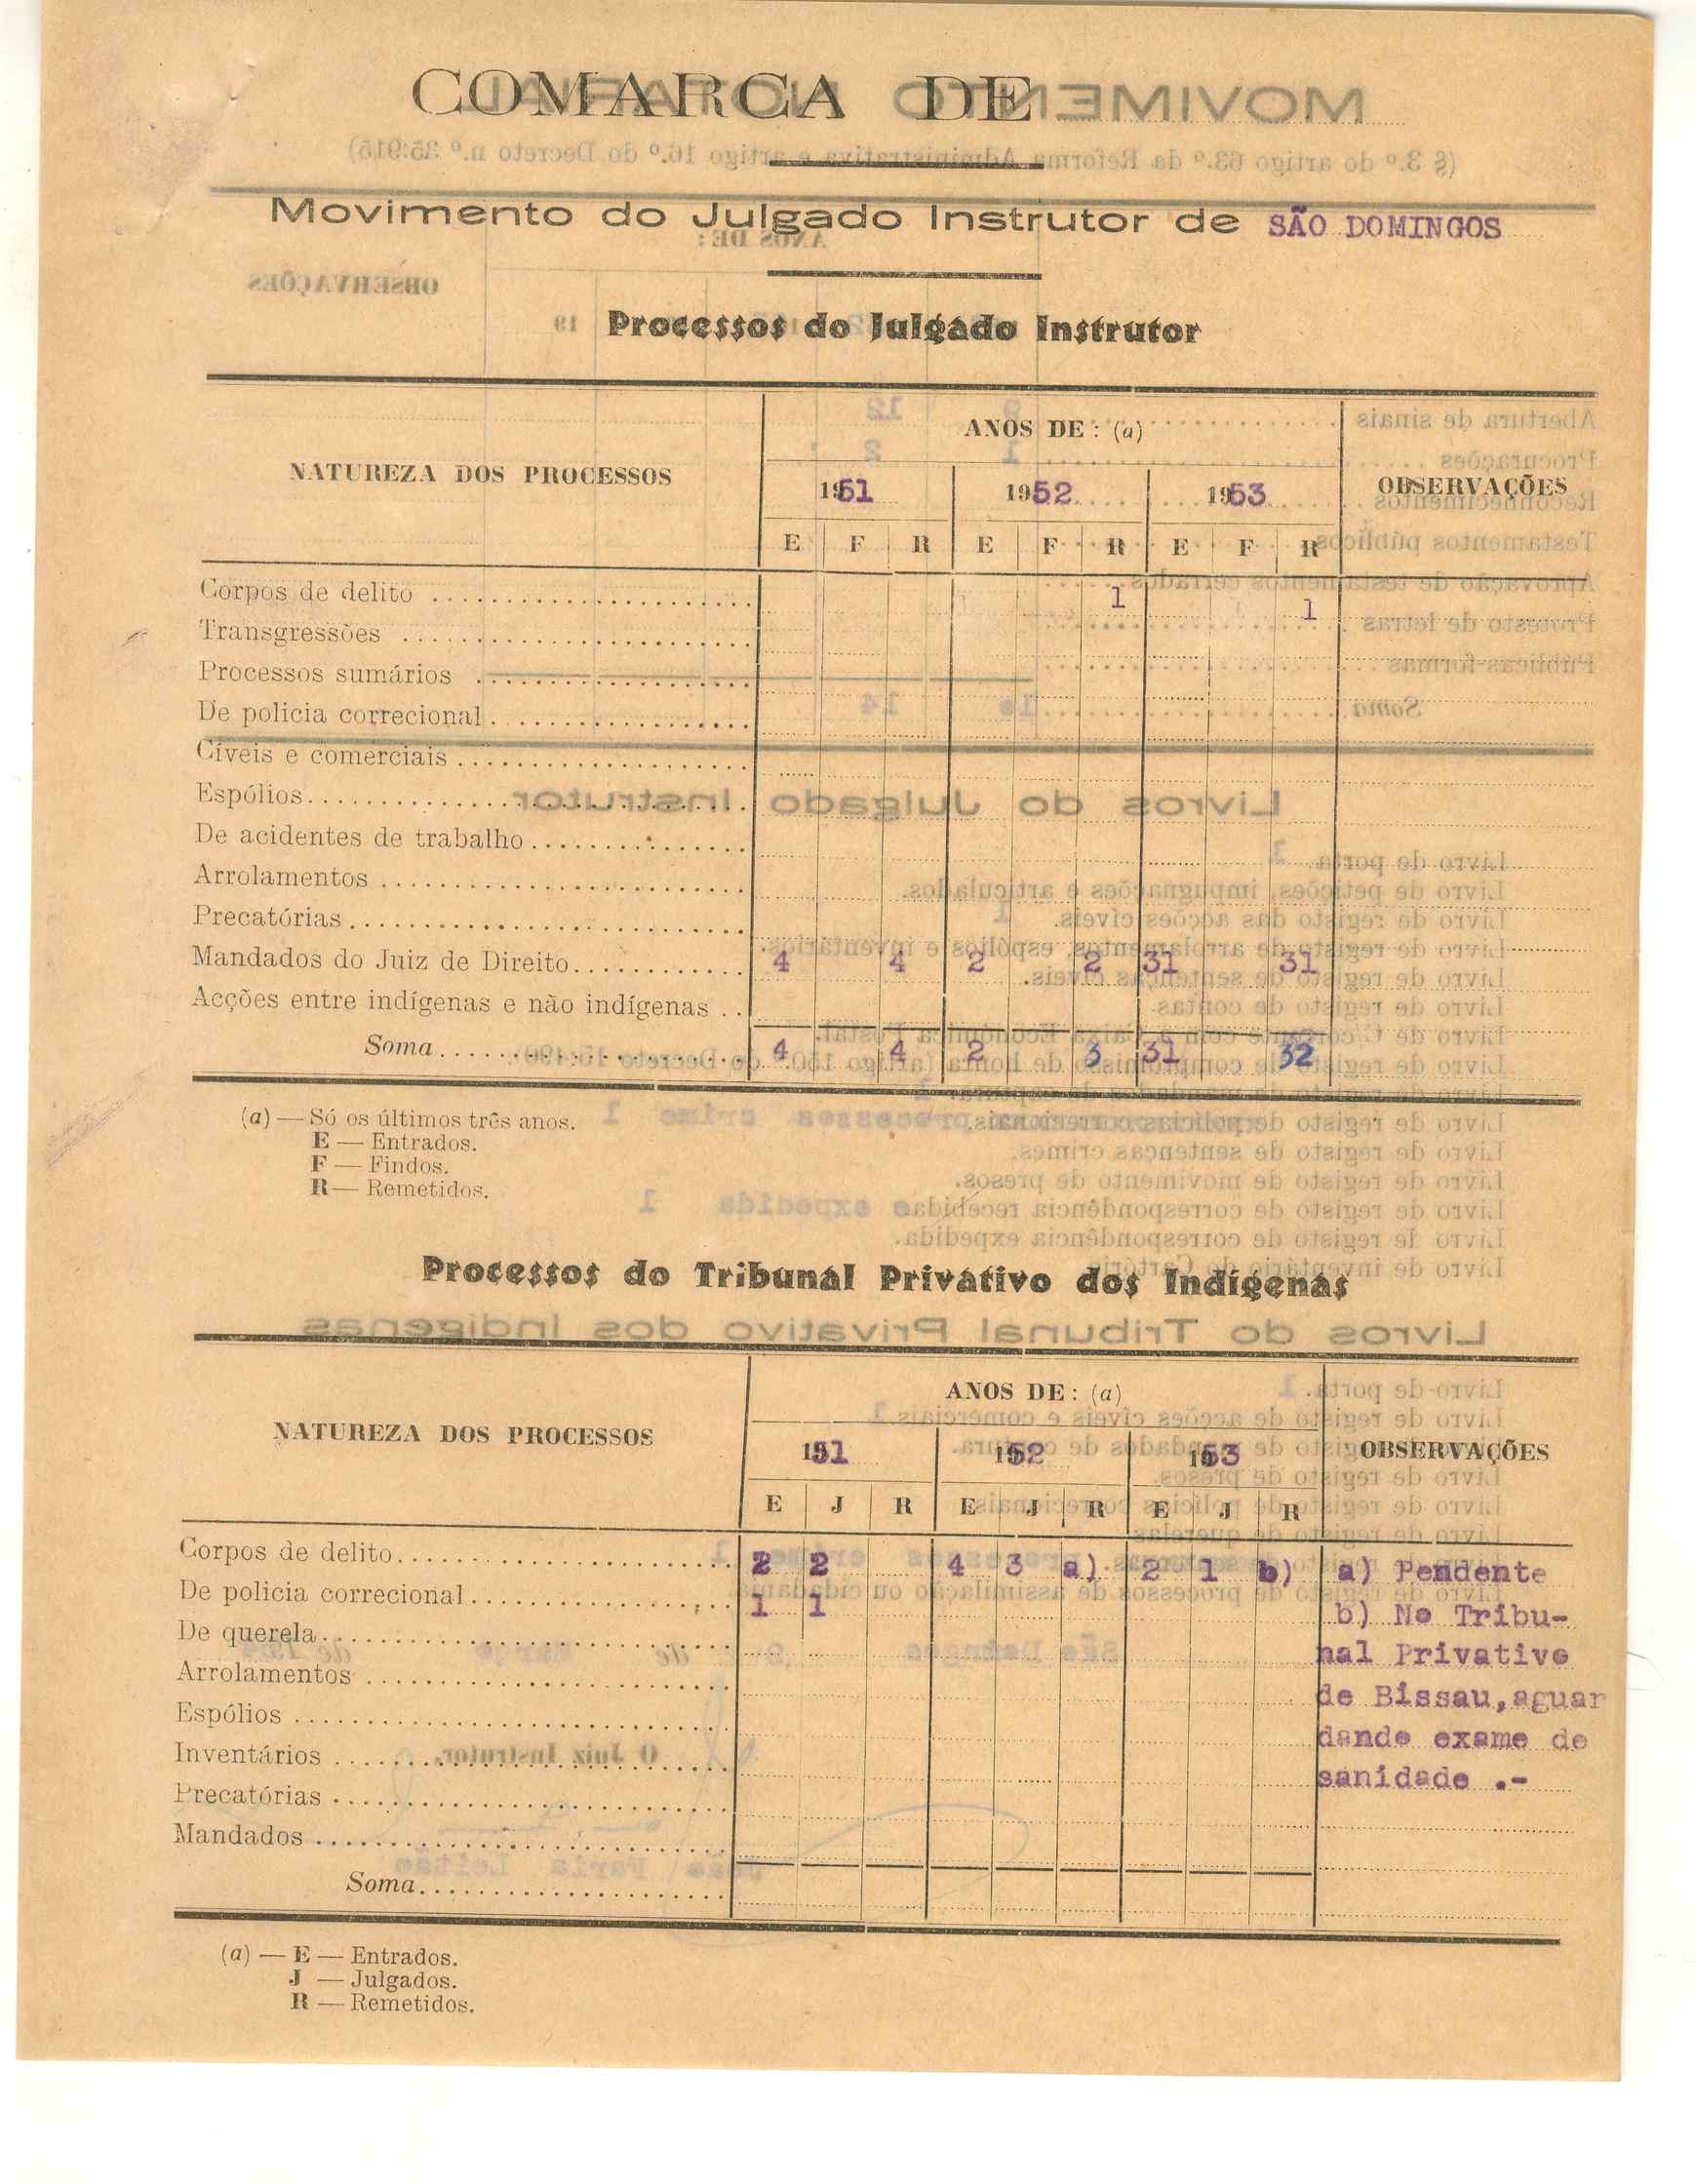 COMARCA DE
Movimento do Julgado Instrutor de SÃO DOMINGOS
Processos do Julgado Instrutor
NATUREZA DOS PROCESSOS
ANOS DE: (a)
1951 1952 1953
OBSERVAÇÕES
E F R E F R E F R
Corpos de delito 1 1
Transgressões
Processos sumários
De policia correcional
Cíveis e comerciais
Espólios
De acidentes de trabalho
Arrolamentos
Precatórias
Mandados do Juiz de Direito 4 4 2 2 31 31
Acções entre indígenas e não indígenas
Soma 4 4 2 3 31 32
(a) — Só os últimos três anos.
E — Entrados.
F — Findos.
R — Remetidos.
Processos do Tribunal Privativo dos Indígenas
NATUREZA DOS PROCESSOS
ANOS DE: (a)
1951 1952 1953
OBSERVAÇÕES
E J R E J R E J R
Corpos de delito 2 2 4 3 a) 2 1 b) a) Pendente
De policia correcional 1 1 b) No Tribu-
De querela nal Privativo
Arrolamentos de Bissau, aguar
Espólios dando exame de
Inventários sanidade .-
Precatórias
Mandados
Soma
(a) — E — Entrados.
J — Julgados.
R — Remetidos.